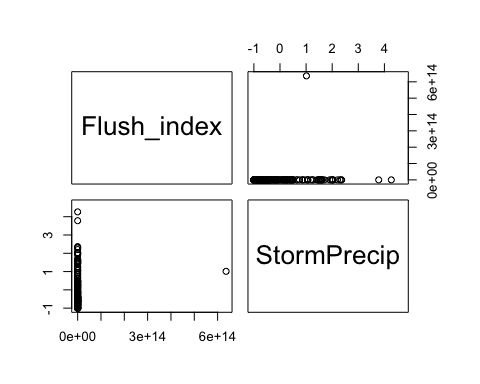 -1 0 1 2 3 4
Flush_index
0e+00 3e+14 6e+14
-1 1 3
StormPrecip
0e+00 3e+14 6e+14